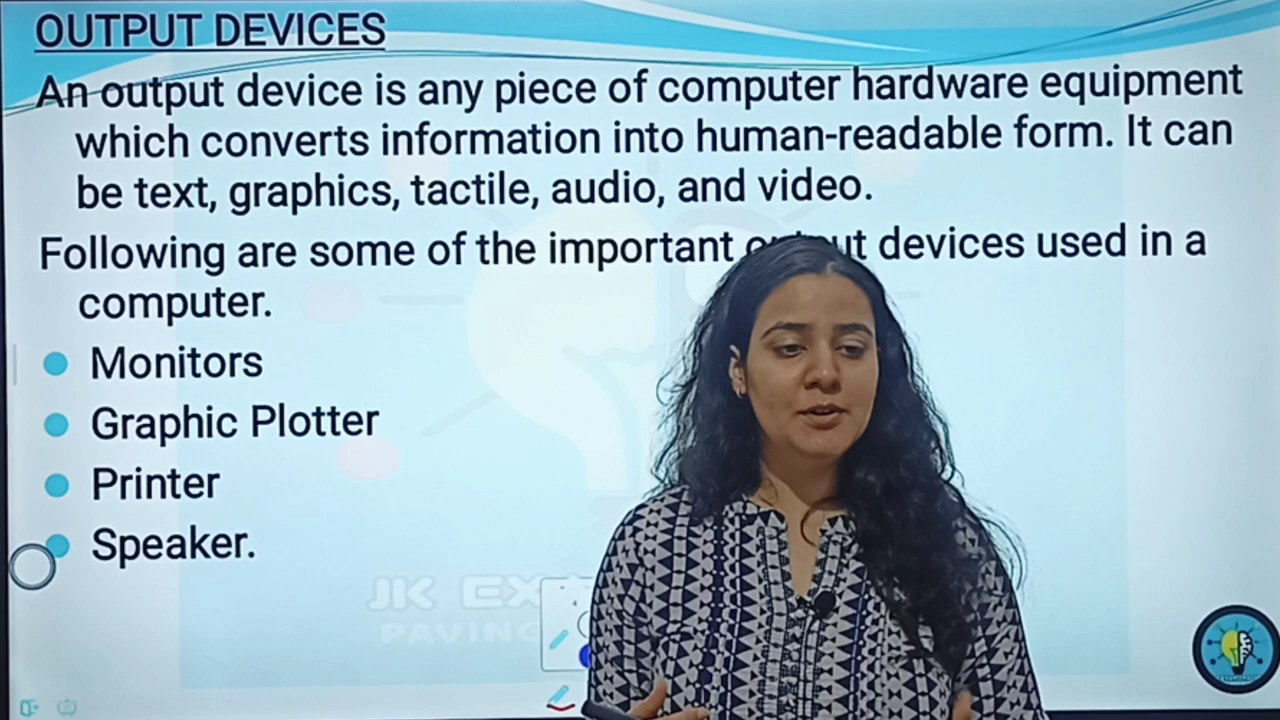 OUTPUT DEVICES
An output device is any piece of computer hardware equipment
which converts information into human-readable form. It can
be text, graphics, tactile, audio, and video.
Following are some of the important devices used in a
computer.
Monitors
Graphic Plotter
Printer
Speaker.
JK
PAVING